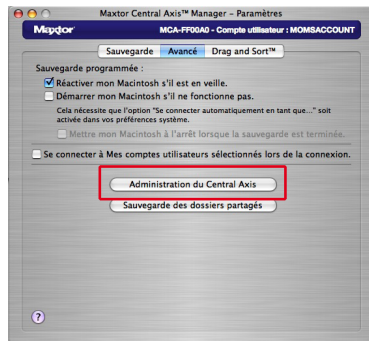 Maxtor Central Axis™ Manager – Paramètres
Maxtor
MCA-FF00A0 - Compte utilisateur : MOMSACCOUNT
Sauvegarde Avancé Drag and Sort™
Sauvegarde programmée :
Réactiver mon Macintosh s'il est en veille.
Démarrer mon Macintosh s'il ne fonctionne pas.
Cela nécessite que l'option "Se connecter automatiquement en tant que..." soit
activée dans vos préférences système.
Mettre mon Macintosh à l'arrêt lorsque la sauvegarde est terminée.
Se connecter à Mes comptes utilisateurs sélectionnés lors de la connexion.
Administration du Central Axis
Sauvegarde des dossiers partagés
?